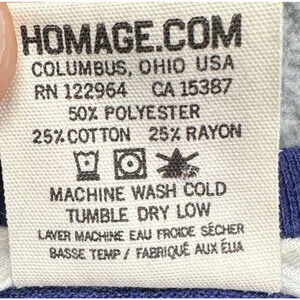 HOMAGE.COM
COLUMBUS, OHIO USA
RN 122964 CA 15387
50% POLYESTER
25% COTTON 25% RAYON
MACHINE WASH COLD
TUMBLE DRY LOW
LAVER MACHINE EAU FROIDE SÉCHER
BASSE TEMP / FABRIQUÉ AUX ÉUA